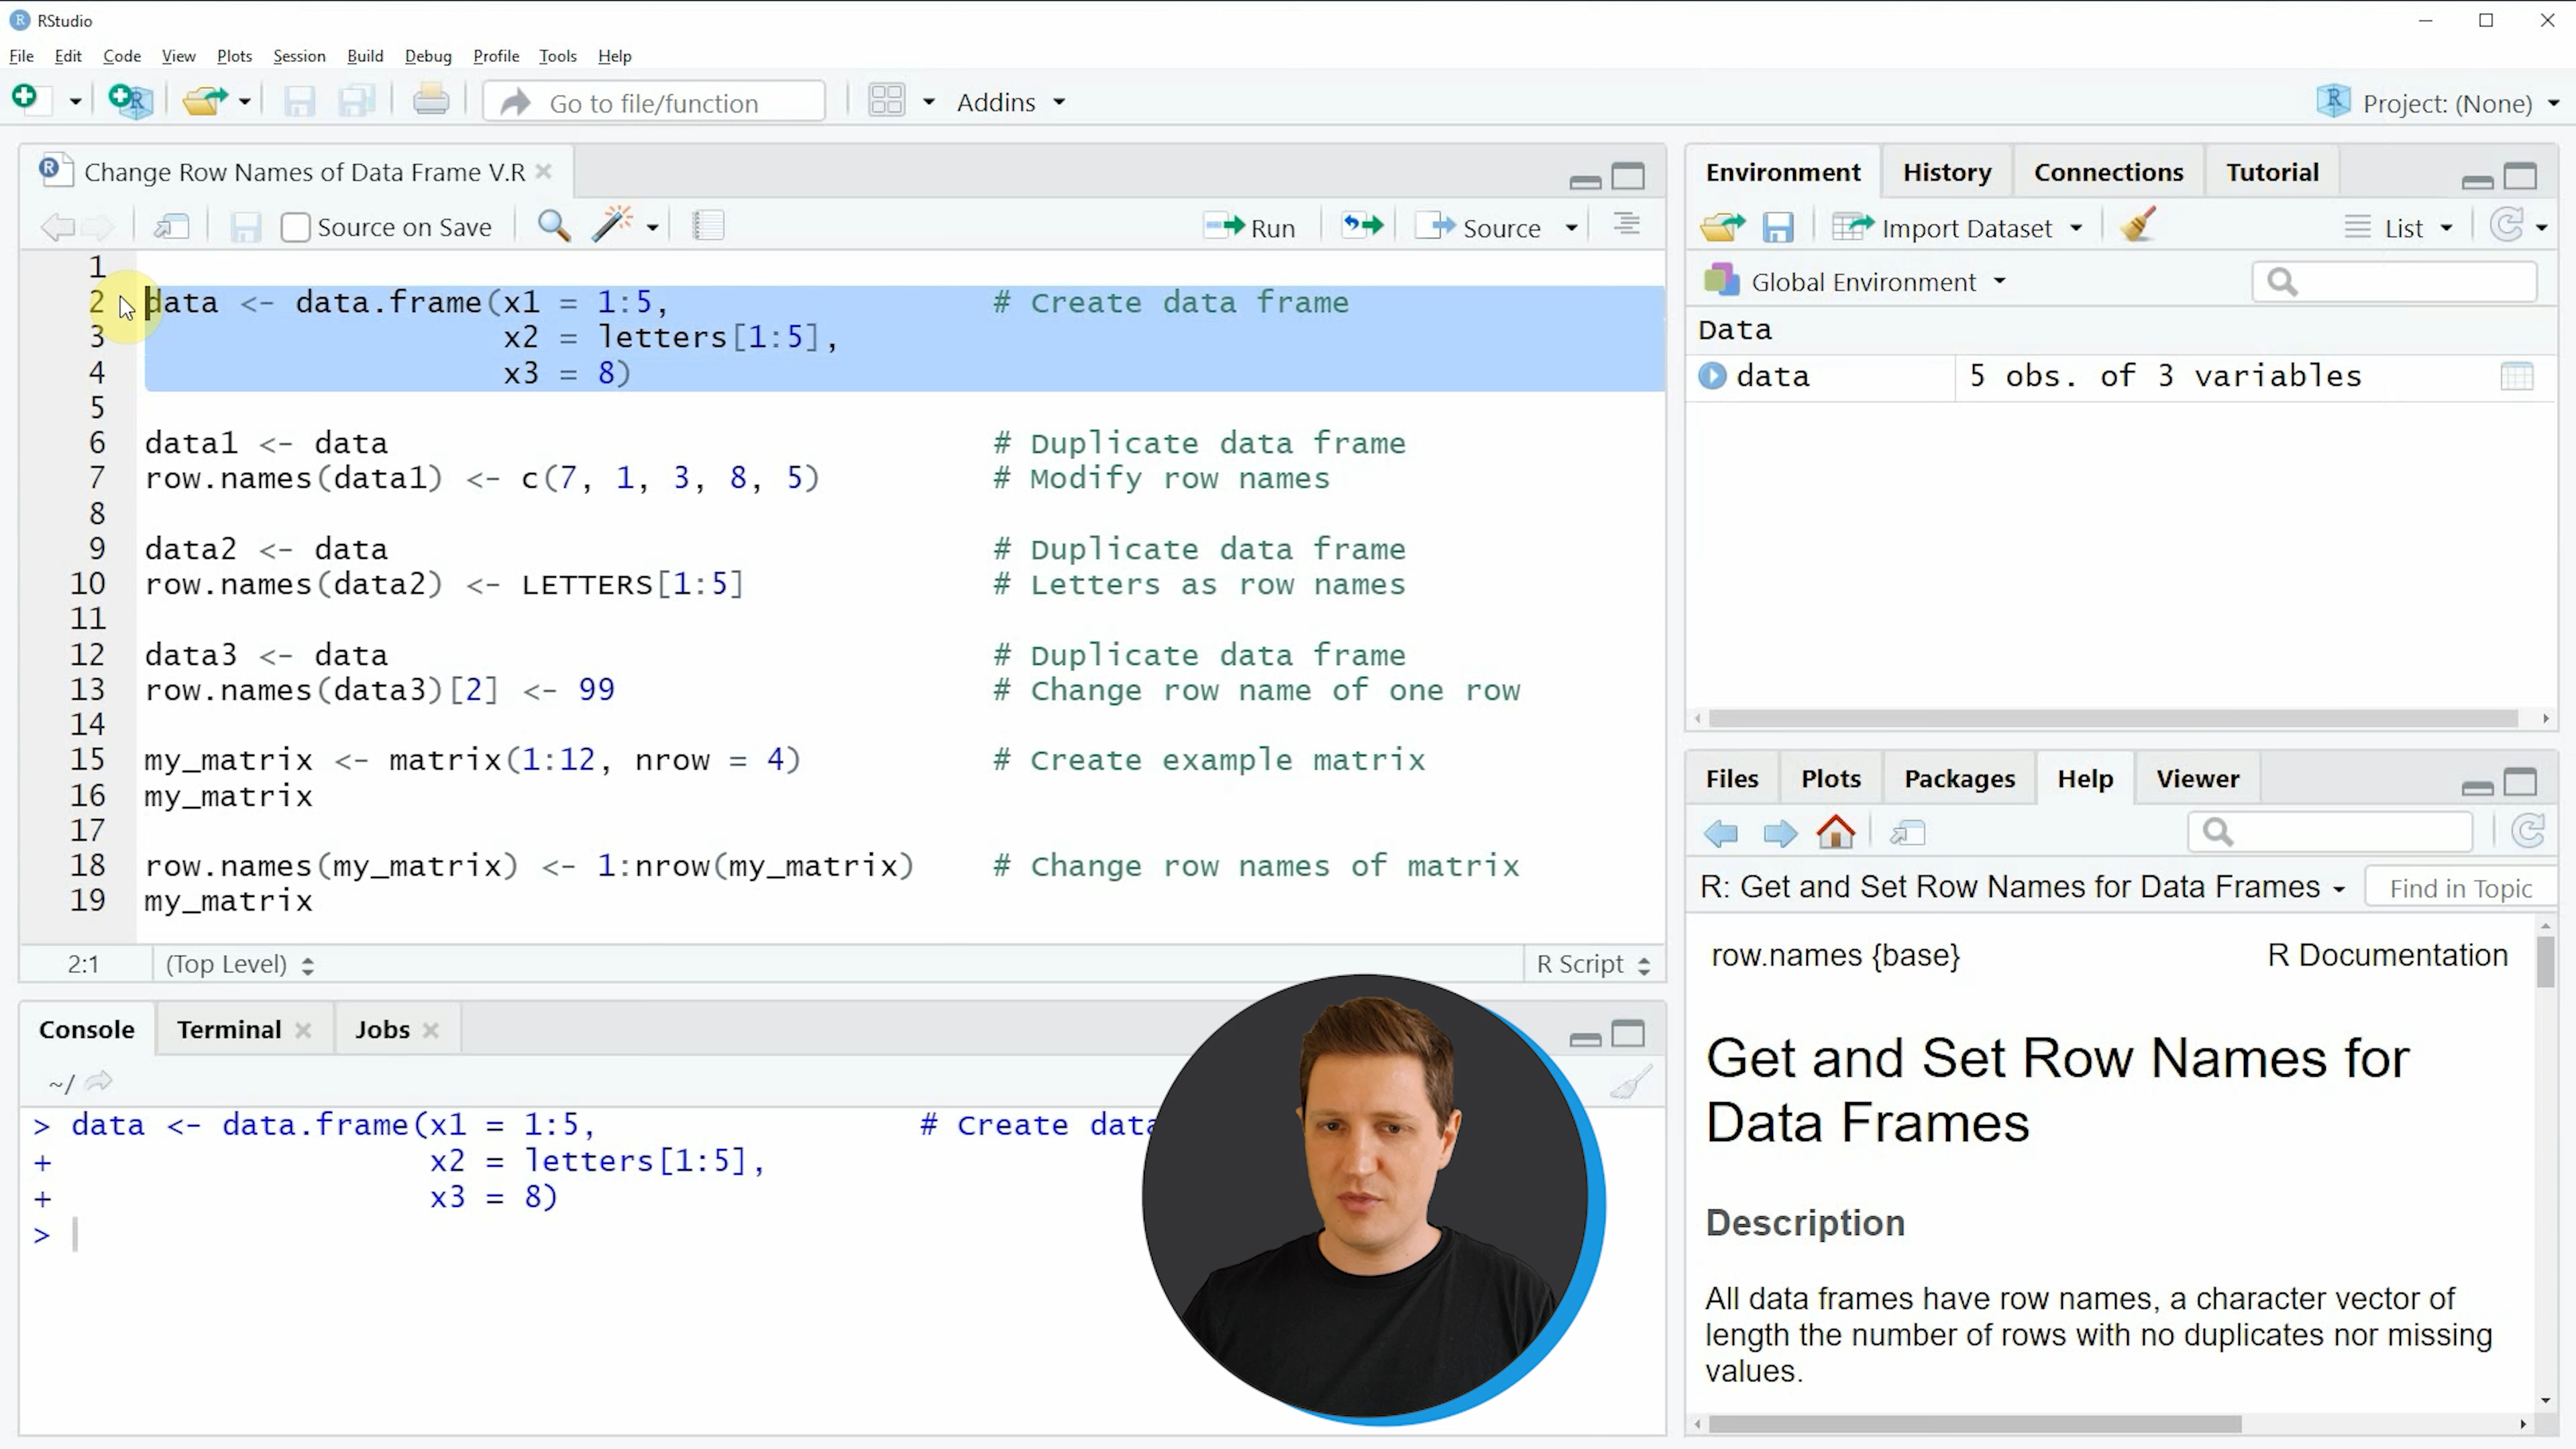 RStudio
File Edit Code View Plots Session Build Debug Profile Tools Help
Go to file/function
Addins
Project: (None)
Change Row Names of Data Frame V.R
Source on Save
Run
Source
1
2 data <- data.frame(x1 = 1:5, # Create data frame
3 x2 = letters[1:5],
4 x3 = 8)
5
6 data1 <- data # Duplicate data frame
7 row.names(data1) <- c(7, 1, 3, 8, 5) # Modify row names
8
9 data2 <- data # Duplicate data frame
10 row.names(data2) <- LETTERS[1:5] # Letters as row names
11
12 data3 <- data # Duplicate data frame
13 row.names(data3)[2] <- 99 # Change row name of one row
14
15 my_matrix <- matrix(1:12, nrow = 4) # Create example matrix
16 my_matrix
17
18 row.names(my_matrix) <- 1:nrow(my_matrix) # Change row names of matrix
19 my_matrix
2:1 (Top Level) R Script
Console Terminal Jobs
~/
> data <- data.frame(x1 = 1:5, # Create data
+ x2 = letters[1:5],
+ x3 = 8)
>
Environment History Connections Tutorial
Import Dataset List
Global Environment
Data
data 5 obs. of 3 variables
Files Plots Packages Help Viewer
R: Get and Set Row Names for Data Frames Find in Topic
row.names {base} R Documentation
Get and Set Row Names for
Data Frames
Description
All data frames have row names, a character vector of
length the number of rows with no duplicates nor missing
values.